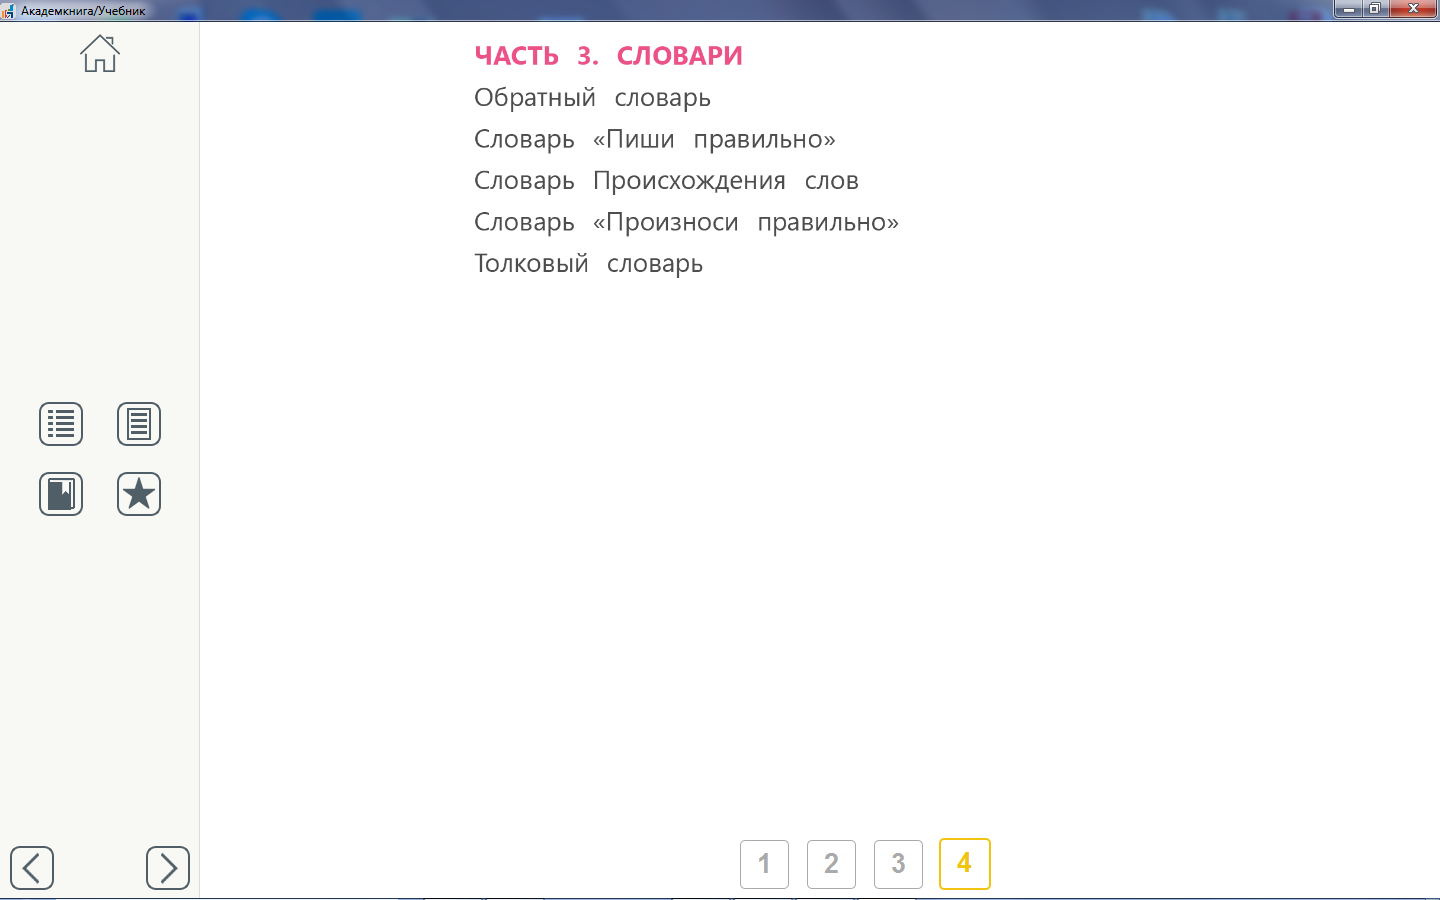 Академкнига/Учебник
ЧАСТЬ 3. СЛОВАРИ
Обратный словарь
Словарь «Пиши правильно»
Словарь Происхождения слов
Словарь «Произноси правильно»
Толковый словарь
1 2 3 4